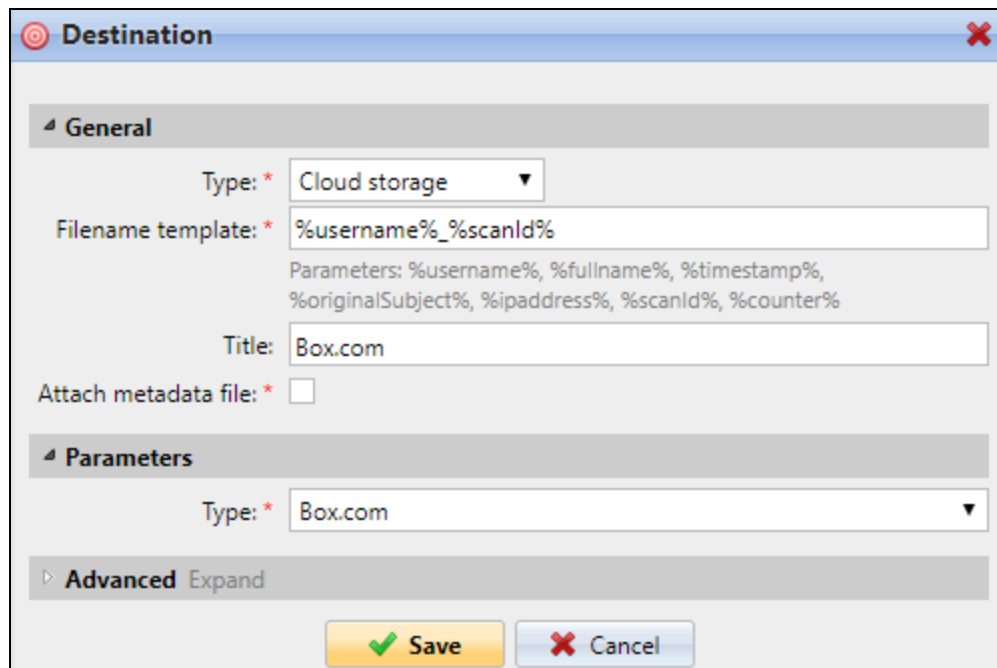 Destination
General
Type: * Cloud storage
Filename template: * %username%_%scanId%
Parameters: %username%, %fullname%, %timestamp%,
%originalSubject%, %ipaddress%, %scanId%, %counter%
Title: Box.com
Attach metadata file: *
Parameters
Type: * Box.com
Advanced Expand
Save Cancel